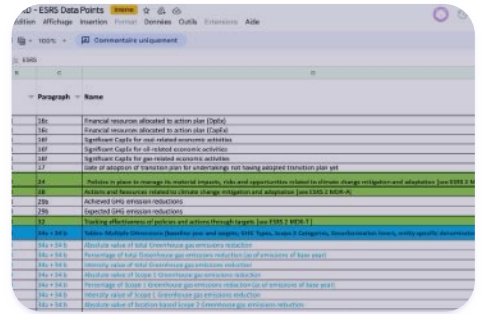 - ESRS Data Points
Affichage Insertion Format Données Outils Extensions Aide
100% Commentaire uniquement
ESRS
C D
Paragraph Name
16c Financial resources allocated to action plan (OpEx)
16c Financial resources allocated to action plan (CapEx)
16f Significant CapEx for coal-related economic activities
16f Significant CapEx for oil-related economic activities
16f Significant CapEx for gas-related economic activities
17 Date of adoption of transition plan for undertakings not having adopted transition plan yet
24 Policies in place to manage its material impacts, risks and opportunities related to climate change mitigation and adaptation [see ESRS 2 M
28 Actions and Resources related to climate change mitigation and adaptation [see ESRS 2 MDR-A]
29b Achieved GHG emission reductions
29b Expected GHG emission reductions
32 Tracking effectiveness of policies and actions through targets [see ESRS 2 MDR-T]
34a + 34 b
34a + 34 b Absolute value of total Greenhouse gas emissions reduction
34a + 34 b Percentage of total Greenhouse gas emissions reduction (as of emissions of base year)
34a + 34 b Intensity value of total Greenhouse gas emissions reduction
34a + 34 b Absolute value of Scope 1 Greenhouse gas emissions reduction
34a + 34 b Percentage of Scope 1 Greenhouse gas emissions reduction (as of emissions of base year)
34a + 34 b Intensity value of Scope 1 Greenhouse gas emissions reduction
34a + 34 b Absolute value of location-based Scope 2 Greenhouse gas emissions reduction